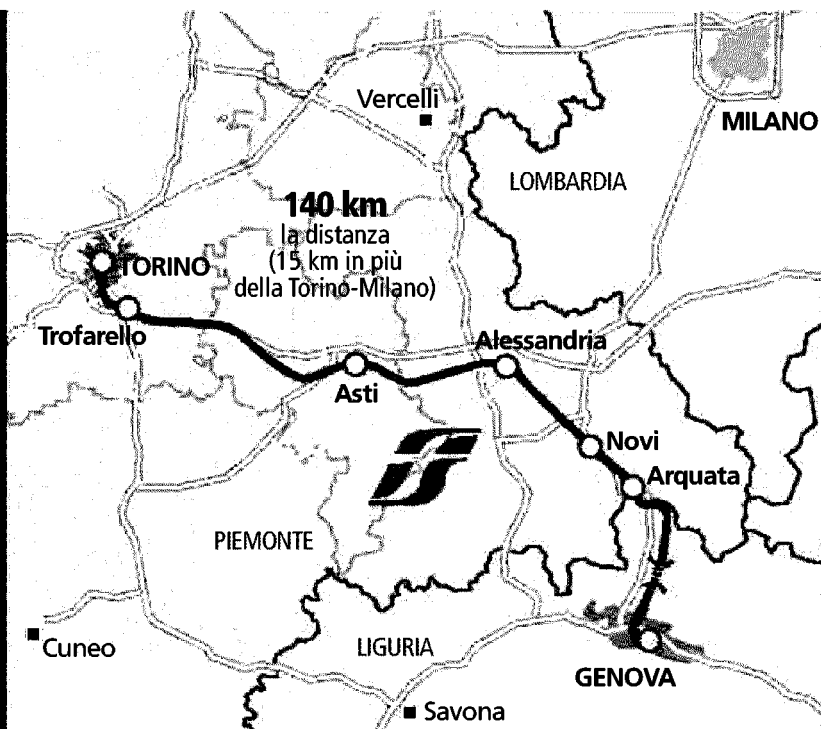 Vercelli
MILANO
LOMBARDIA
140 km
la distanza
(15 km in più
della Torino-Milano)
TORINO
Trofarello
Alessandria
Asti
Novi
Arquata
PIEMONTE
Cuneo
LIGURIA
GENOVA
Savona